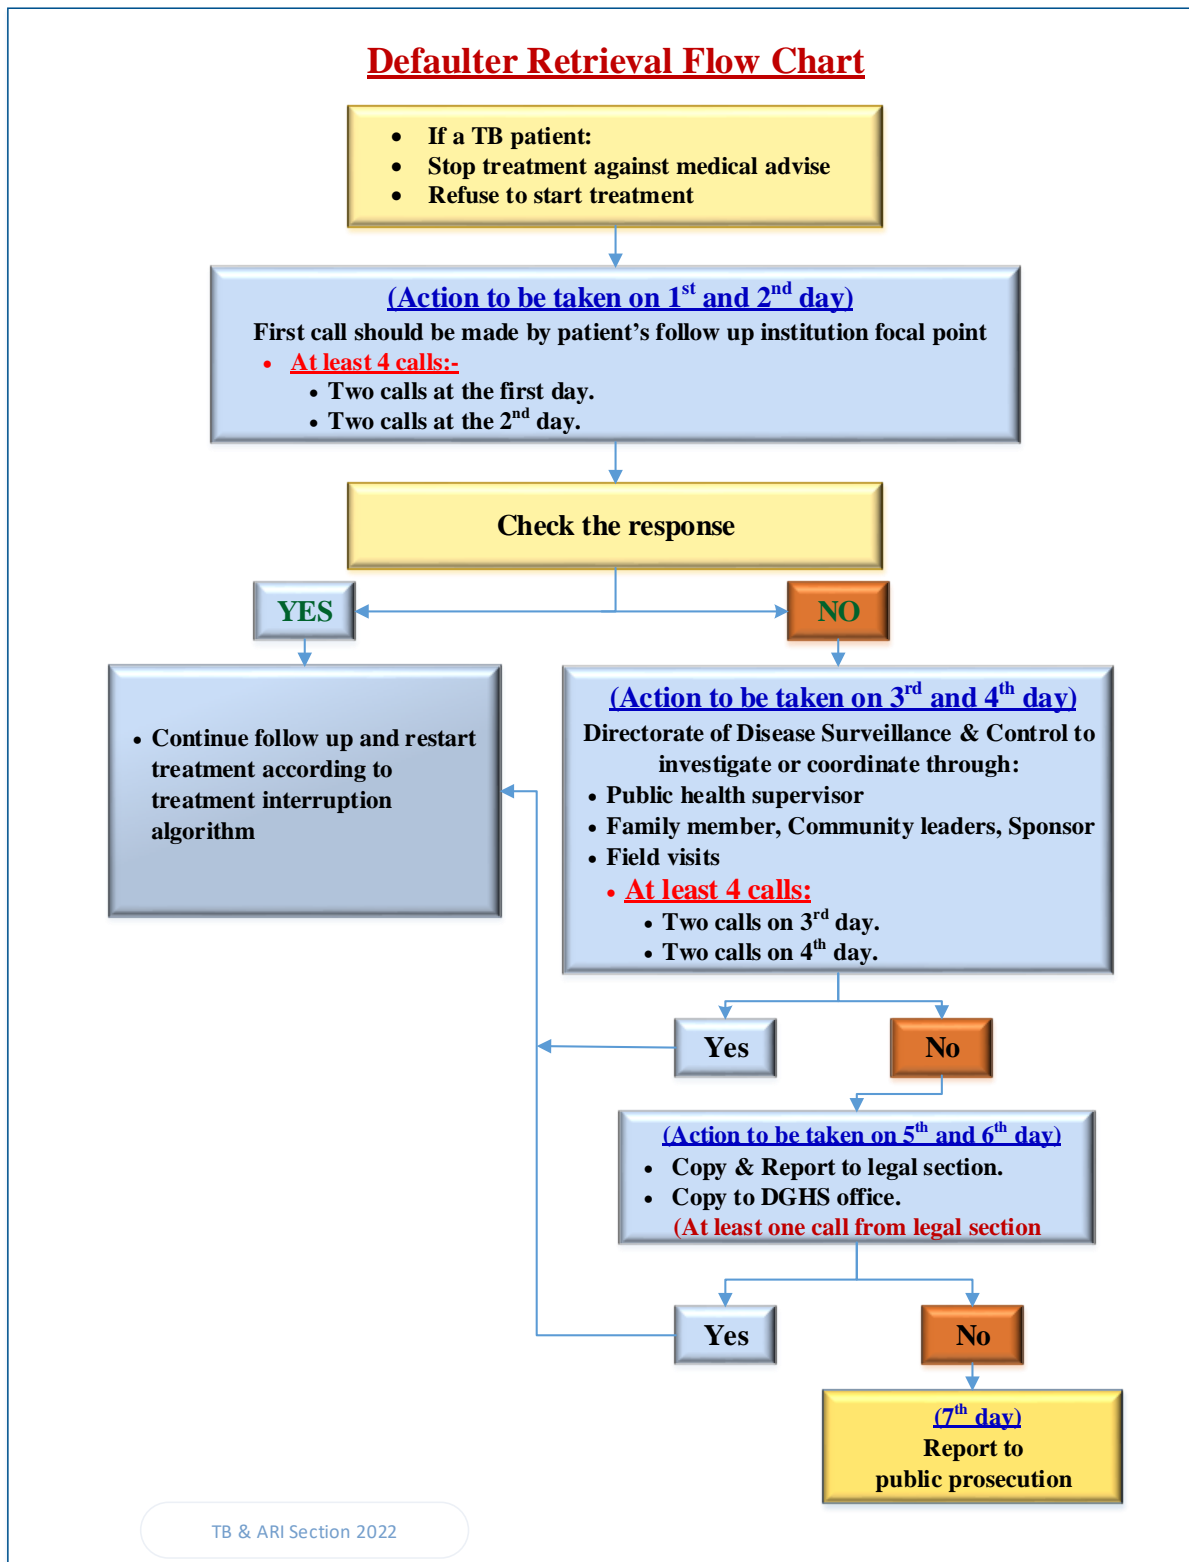 Defaulter Retrieval Flow Chart
• If a TB patient:
• Stop treatment against medical advise
• Refuse to start treatment
(Action to be taken on 1st and 2nd day)
First call should be made by patient’s follow up institution focal point
• At least 4 calls:-
• Two calls at the first day.
• Two calls at the 2nd day.
Check the response
YES
NO
• Continue follow up and restart
treatment according to
treatment interruption
algorithm
(Action to be taken on 3rd and 4th day)
Directorate of Disease Surveillance & Control to
investigate or coordinate through:
• Public health supervisor
• Family member, Community leaders, Sponsor
• Field visits
• At least 4 calls:
• Two calls on 3rd day.
• Two calls on 4th day.
Yes
No
(Action to be taken on 5th and 6th day)
• Copy & Report to legal section.
• Copy to DGHS office.
(At least one call from legal section
Yes
No
(7th day)
Report to
public prosecution
TB & ARI Section 2022